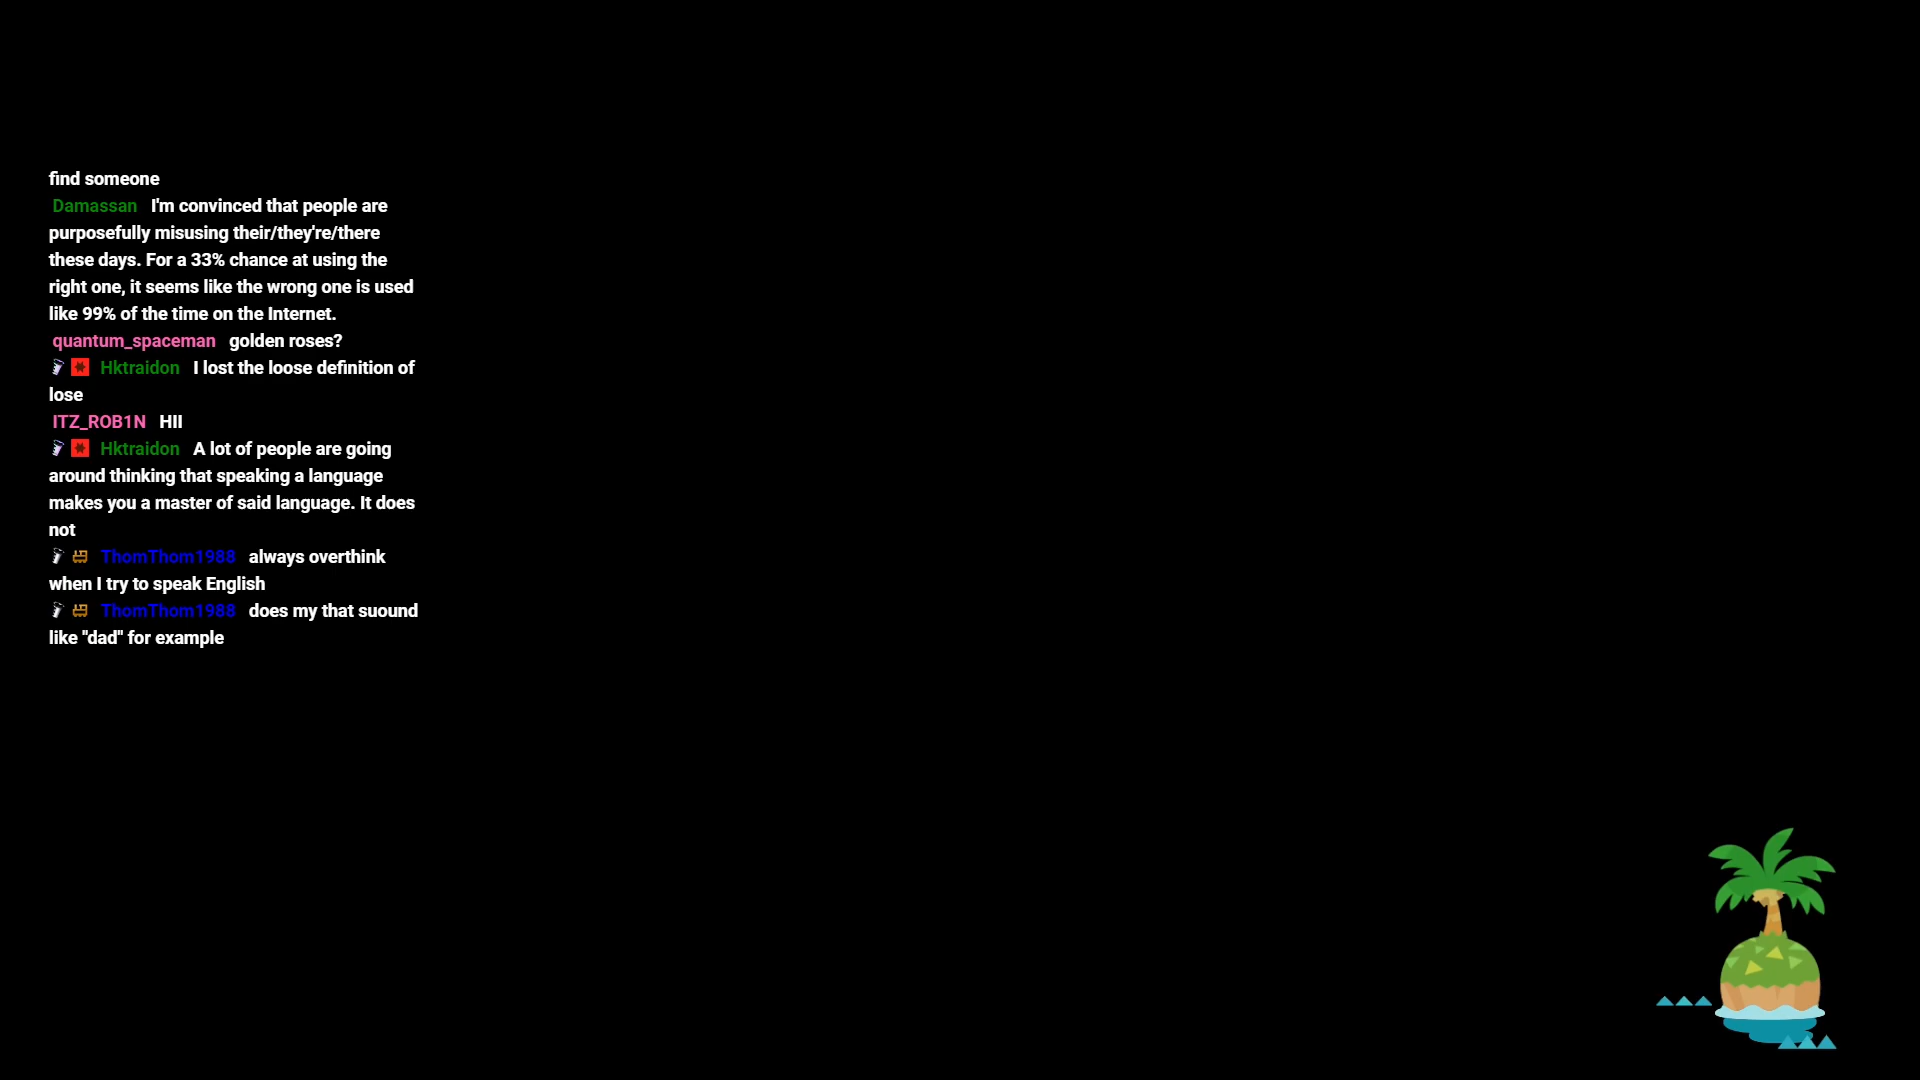 find someone
Damassan I'm convinced that people are
purposefully misusing their/they're/there
these days. For a 33% chance at using the
right one, it seems like the wrong one is used
like 99% of the time on the Internet.
quantum_spaceman golden roses?
Hktraidon I lost the loose definition of
lose
ITZ_ROB1N HII
Hktraidon A lot of people are going
around thinking that speaking a language
makes you a master of said language. It does
not
ThomThom1988 always overthink
when I try to speak English
ThomThom1988 does my that suound
like "dad" for example